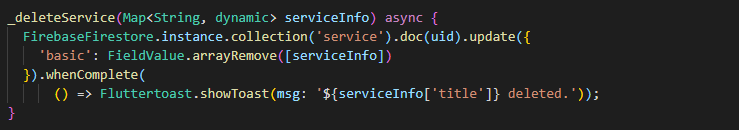 _deleteService(Map<String, dynamic> serviceInfo) async {
FirebaseFirestore.instance.collection('service').doc(uid).update({
'basic': FieldValue.arrayRemove([serviceInfo])
}).whenComplete(
() => Fluttertoast.showToast(msg: '${serviceInfo['title']} deleted.'));
}